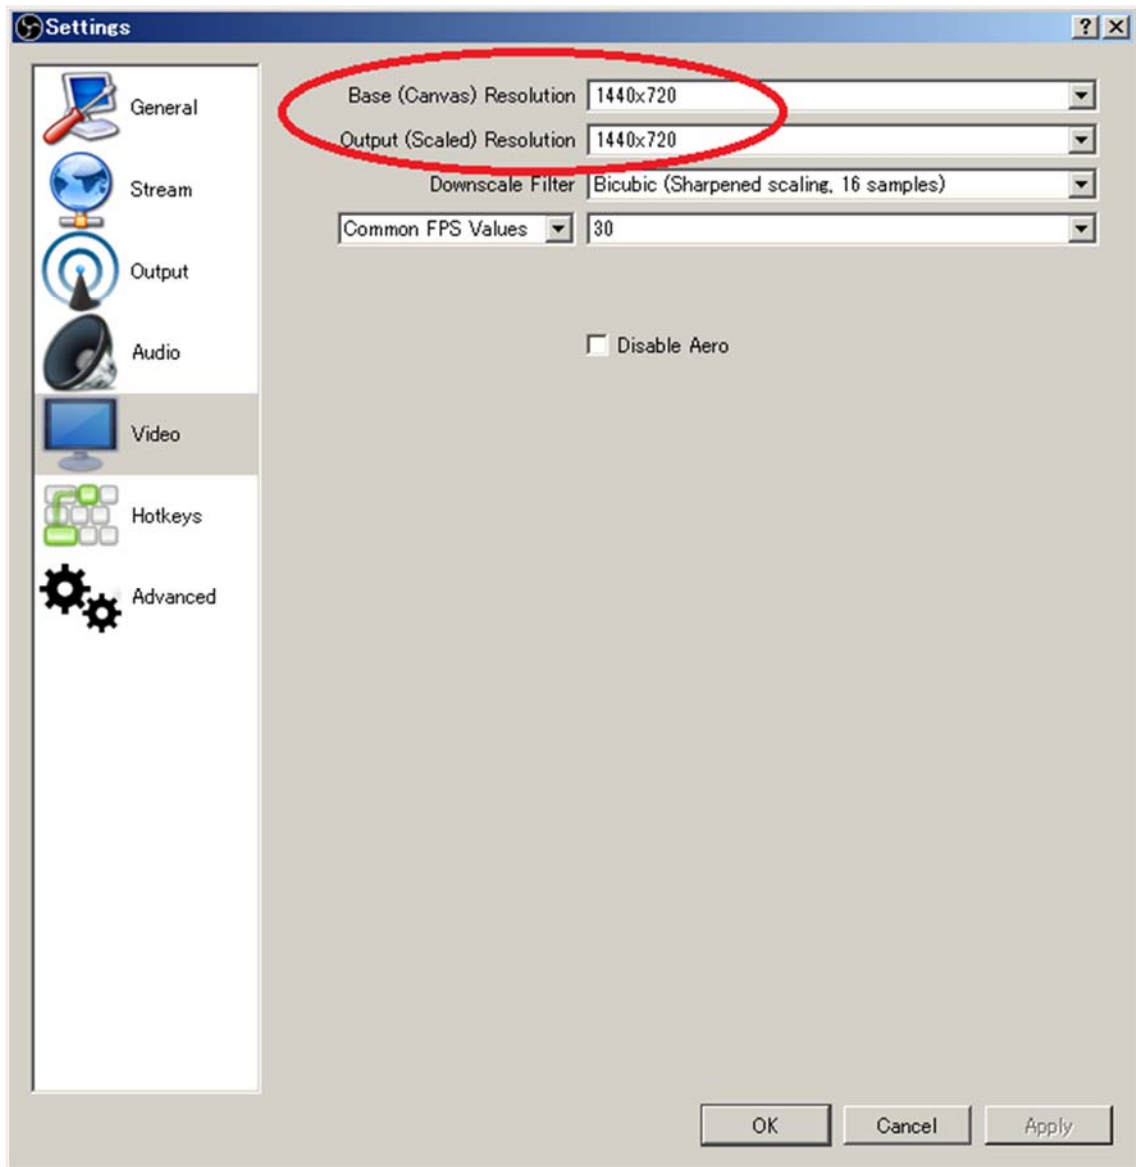 Settings
General
Stream
Output
Audio
Video
Hotkeys
Advanced
Base (Canvas) Resolution 1440x720
Output (Scaled) Resolution 1440x720
Downscale Filter Bicubic (Sharpened scaling, 16 samples)
Common FPS Values 30
Disable Aero
OK Cancel Apply